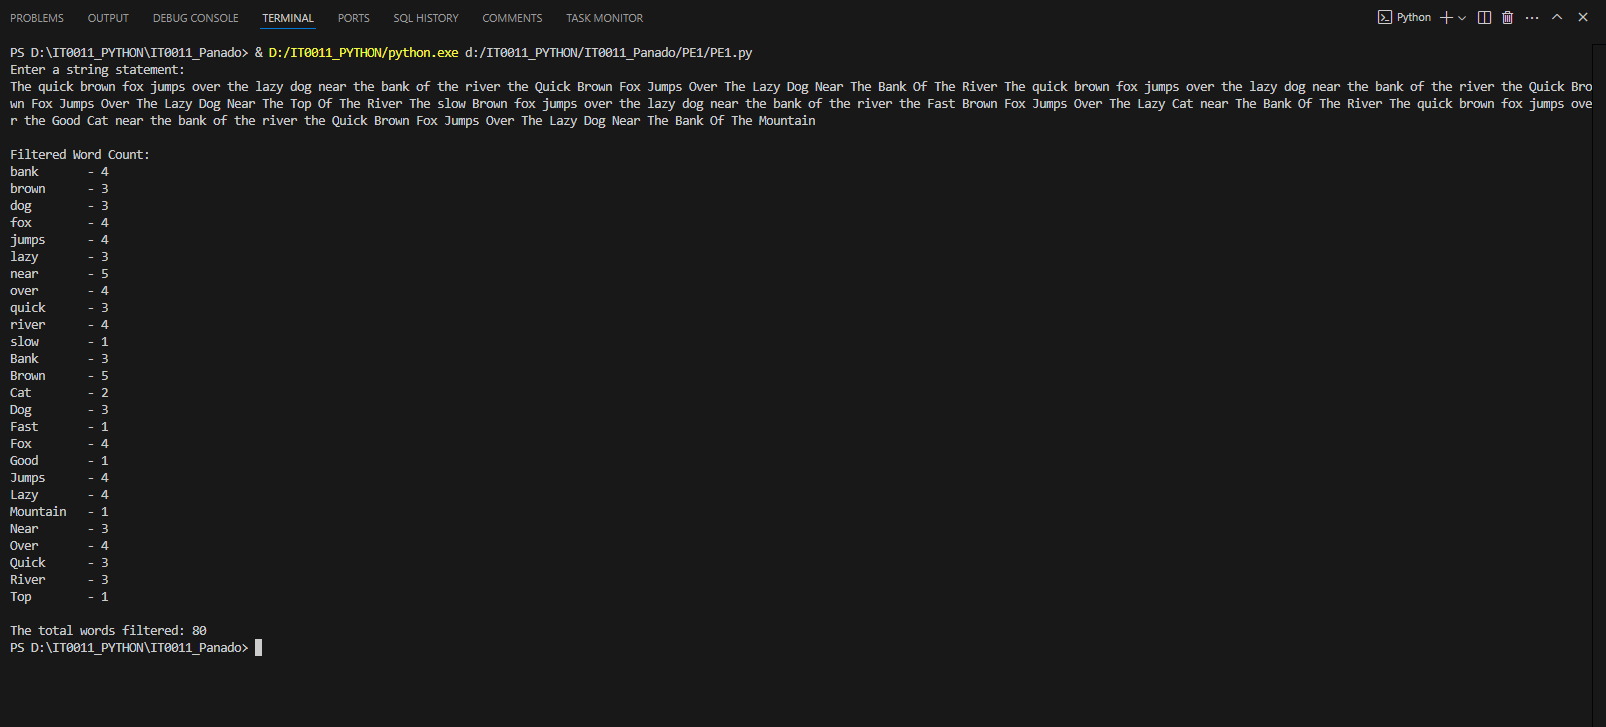 PROBLEMS OUTPUT DEBUG CONSOLE TERMINAL PORTS SQL HISTORY COMMENTS TASK MONITOR Python
PS D:\IT0011_PYTHON\IT0011_Panado> & D:/IT0011_PYTHON/python.exe d:/IT0011_PYTHON/IT0011_Panado/PE1/PE1.py
Enter a string statement:
The quick brown fox jumps over the lazy dog near the bank of the river the Quick Brown Fox Jumps Over The Lazy Dog Near The Bank Of The River The quick brown fox jumps over the lazy dog near the bank of the river the Quick Bro
wn Fox Jumps Over The Lazy Dog Near The Top Of The River The slow Brown fox jumps over the lazy dog near the bank of the river the Fast Brown Fox Jumps Over The Lazy Cat near The Bank Of The River The quick brown fox jumps ove
r the Good Cat near the bank of the river the Quick Brown Fox Jumps Over The Lazy Dog Near The Bank Of The Mountain
Filtered Word Count:
bank - 4
brown - 3
dog - 3
fox - 4
jumps - 4
lazy - 3
near - 5
over - 4
quick - 3
river - 4
slow - 1
Bank - 3
Brown - 5
Cat - 2
Dog - 3
Fast - 1
Fox - 4
Good - 1
Jumps - 4
Lazy - 4
Mountain - 1
Near - 3
Over - 4
Quick - 3
River - 3
Top - 1
The total words filtered: 80
PS D:\IT0011_PYTHON\IT0011_Panado>